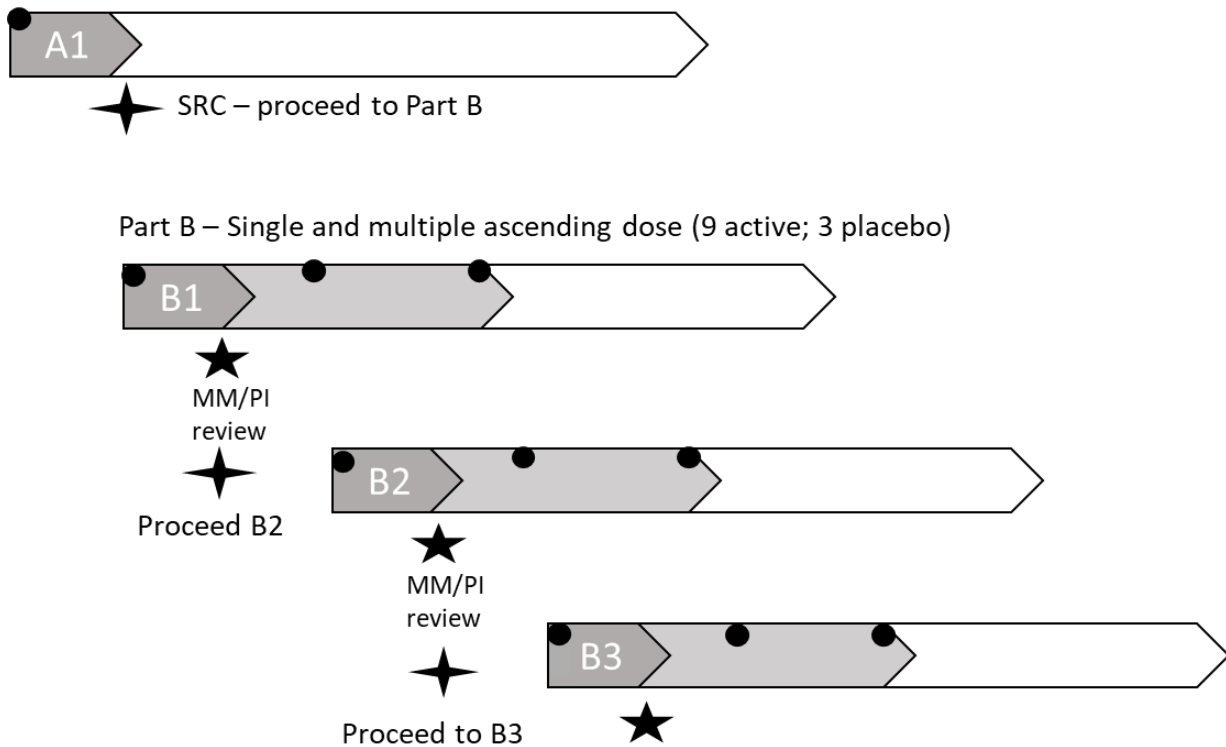 A1
SRC – proceed to Part B
Part B – Single and multiple ascending dose (9 active; 3 placebo)
B1
MM/PI
review
B2
Proceed B2
MM/PI
review
B3
Proceed to B3